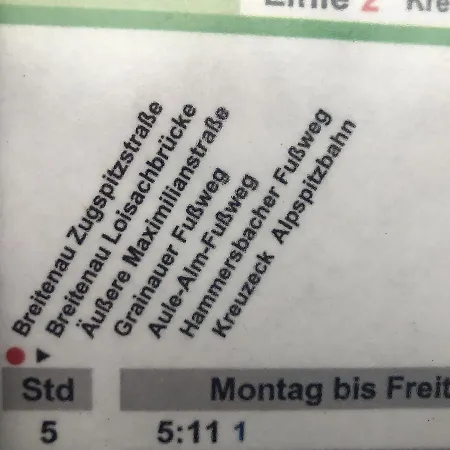 Linie 2 Kre
Breitenau Zugspitzstraße
Breitenau Loisachbrücke
Äußere Maximilianstraße
Grainauer Fußweg
Aule-Alm-Fußweg
Hammersbacher Fußweg
Kreuzeck Alpspitzbahn
Std Montag bis Freit
5 5:11 1